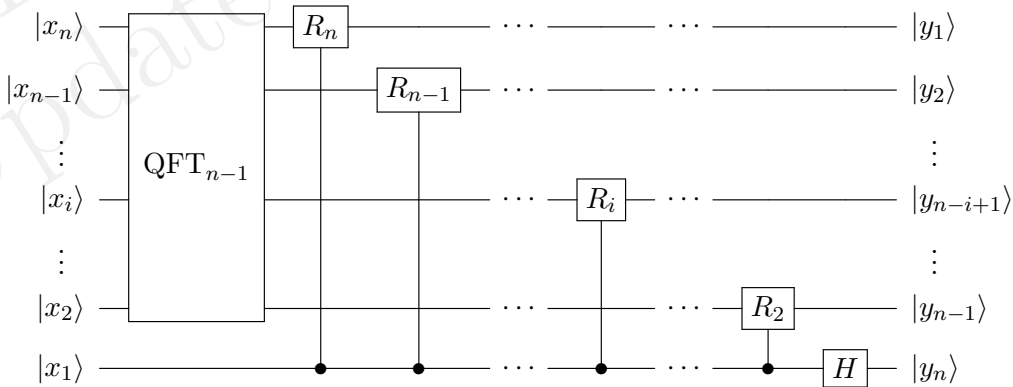 |x_n⟩ R_n ⋯ ⋯ ⋯ |y_1⟩
|x_{n−1}⟩ R_{n−1} ⋯ ⋯ ⋯ |y_2⟩
⋮ QFT_{n−1} ⋮
|x_i⟩ ⋯ R_i ⋯ |y_{n−i+1}⟩
⋮ ⋮
|x_2⟩ ⋯ ⋯ R_2 |y_{n−1}⟩
|x_1⟩ ⋯ ⋯ H |y_n⟩
pdate